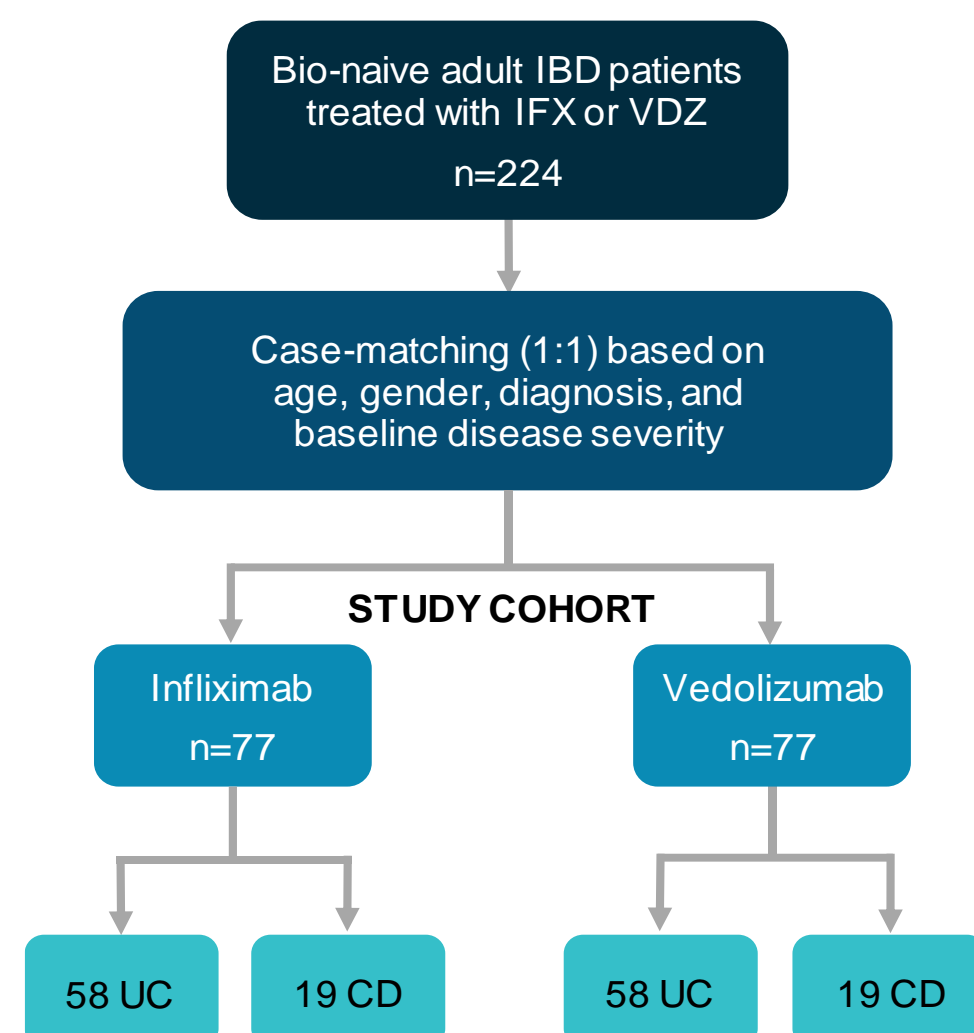 Bio-naive adult IBD patients
treated with IFX or VDZ
n=224
Case-matching (1:1) based on
age, gender, diagnosis, and
baseline disease severity
STUDY COHORT
Infliximab
n=77
Vedolizumab
n=77
58 UC
19 CD
58 UC
19 CD